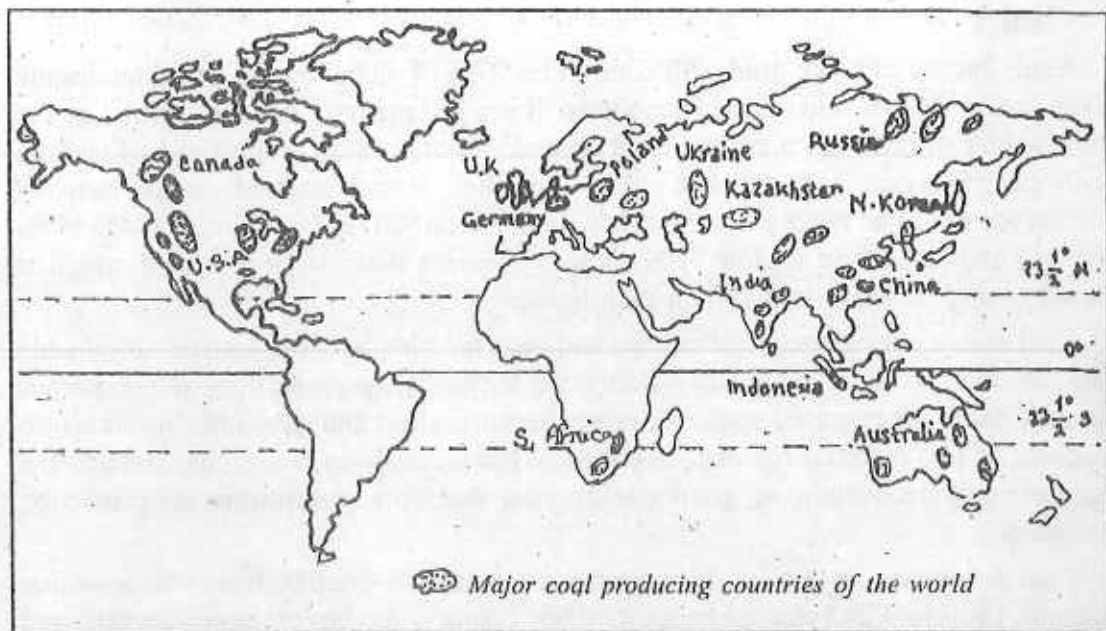 Canada
U.S.A
U.K
Germany
Poland
Ukraine
Russia
Kazakhstan
N. Korea
India
China
23 1/2° N.
0°
Indonesia
23 1/2° S
S. Africa
Australia
Major coal producing countries of the world